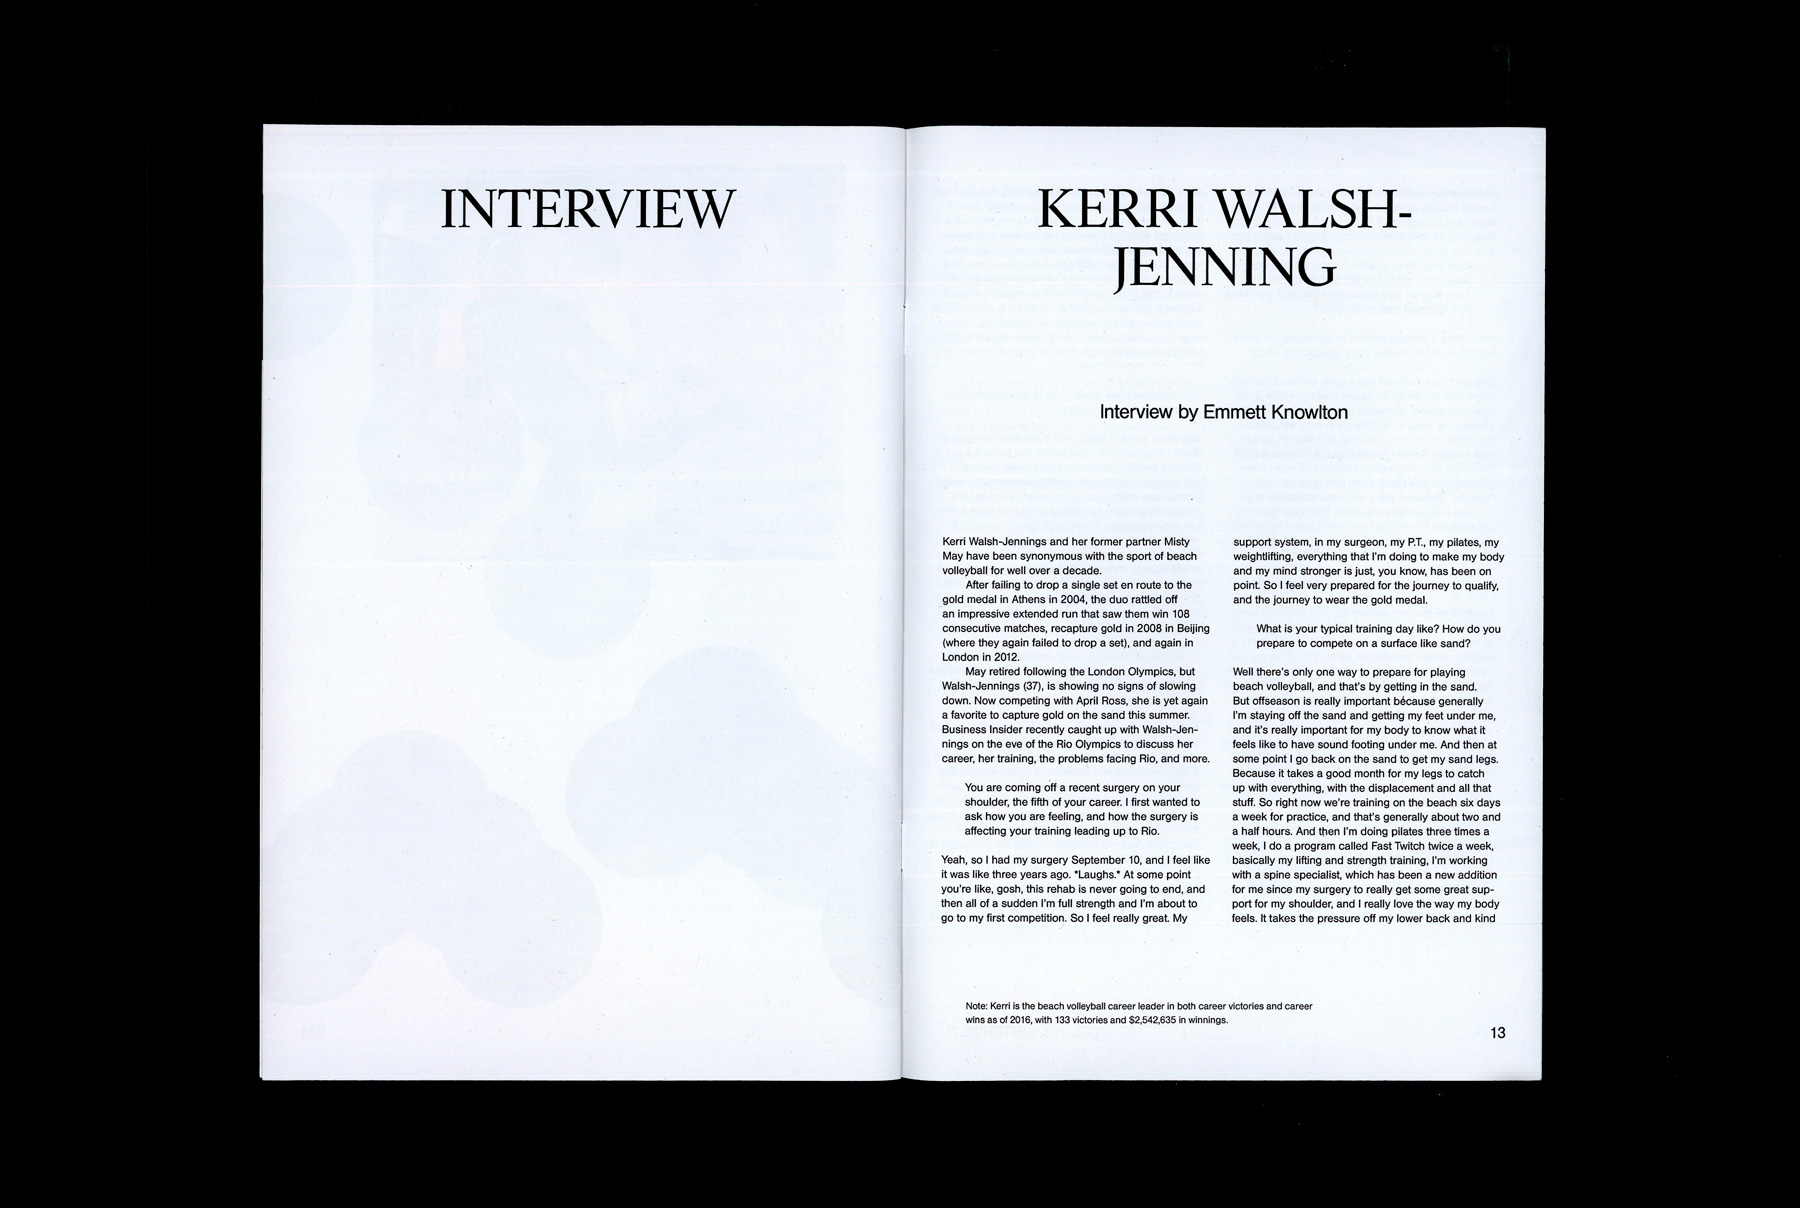 INTERVIEW
KERRI WALSH-
JENNING
Interview by Emmett Knowlton
Kerri Walsh-Jennings and her former partner Misty
May have been synonymous with the sport of beach
volleyball for well over a decade.
After failing to drop a single set en route to the
gold medal in Athens in 2004, the duo rattled off
an impressive extended run that saw them win 108
consecutive matches, recapture gold in 2008 in Beijing
(where they again failed to drop a set), and again in
London in 2012.
May retired following the London Olympics, but
Walsh-Jennings (37), is showing no signs of slowing
down. Now competing with April Ross, she is yet again
a favorite to capture gold on the sand this summer.
Business Insider recently caught up with Walsh-Jen-
nings on the eve of the Rio Olympics to discuss her
career, her training, the problems facing Rio, and more.
You are coming off a recent surgery on your
shoulder, the fifth of your career. I first wanted to
ask how you are feeling, and how the surgery is
affecting your training leading up to Rio.
Yeah, so I had my surgery September 10, and I feel like
it was like three years ago. *Laughs.* At some point
you're like, gosh, this rehab is never going to end, and
then all of a sudden I'm full strength and I'm about to
go to my first competition. So I feel really great. My
support system, in my surgeon, my P.T., my pilates, my
weightlifting, everything that I'm doing to make my body
and my mind stronger is just, you know, has been on
point. So I feel very prepared for the journey to qualify,
and the journey to wear the gold medal.
What is your typical training day like? How do you
prepare to compete on a surface like sand?
Well there's only one way to prepare for playing
beach volleyball, and that's by getting in the sand.
But offseason is really important because generally
I'm staying off the sand and getting my feet under me,
and it's really important for my body to know what it
feels like to have sound footing under me. And then at
some point I go back on the sand to get my sand legs.
Because it takes a good month for my legs to catch
up with everything, with the displacement and all that
stuff. So right now we're training on the beach six days
a week for practice, and that's generally about two and
a half hours. And then I'm doing pilates three times a
week, I do a program called Fast Twitch twice a week,
basically my lifting and strength training, I'm working
with a spine specialist, which has been a new addition
for me since my surgery to really get some great sup-
port for my shoulder, and I really love the way my body
feels. It takes the pressure off my lower back and kind
Note: Kerri is the beach volleyball career leader in both career victories and career
wins as of 2016, with 133 victories and $2,542,635 in winnings.
13